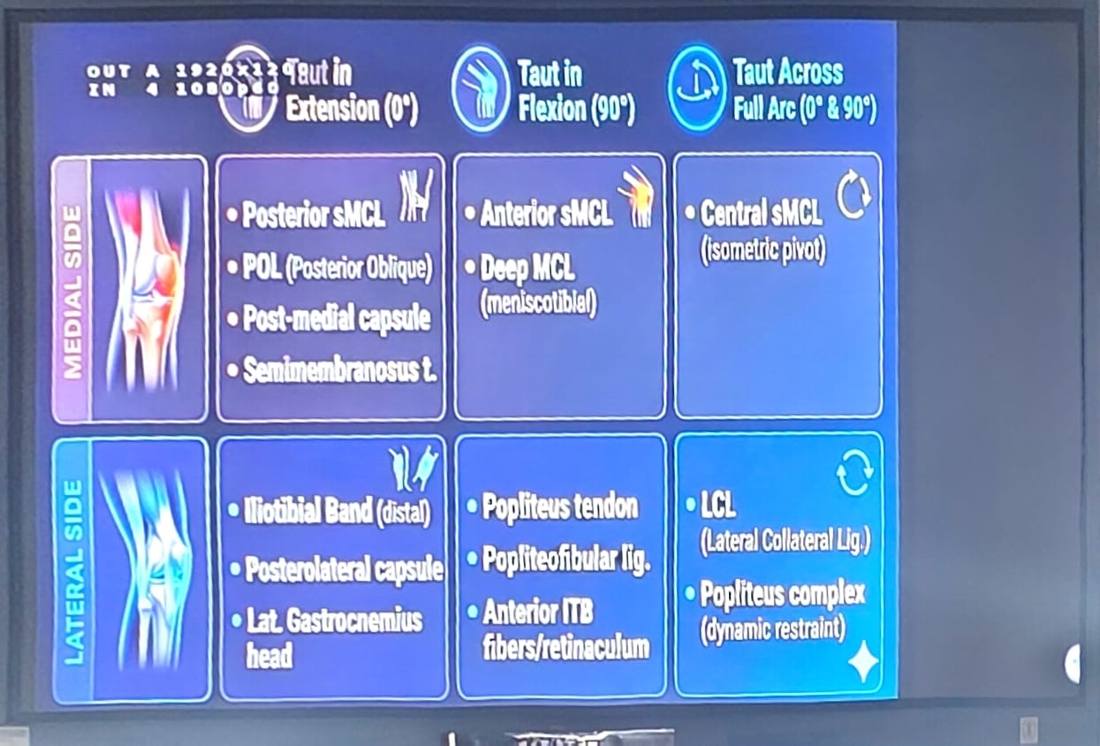 OUT A 1920x120
IN 4 1080p60
Taut in
Extension (0°)
Taut in
Flexion (90°)
Taut Across
Full Arc (0° & 90°)
MEDIAL SIDE
• Posterior sMCL
• POL (Posterior Oblique)
• Post-medial capsule
• Semimembranosus t.
• Anterior sMCL
• Deep MCL
(meniscotibial)
• Central sMCL
(isometric pivot)
LATERAL SIDE
• Iliotibial Band (distal)
• Posterolateral capsule
• Lat. Gastrocnemius
head
• Popliteus tendon
• Popliteofibular lig.
• Anterior ITB
fibers/retinaculum
• LCL
(Lateral Collateral Lig.)
• Popliteus complex
(dynamic restraint)